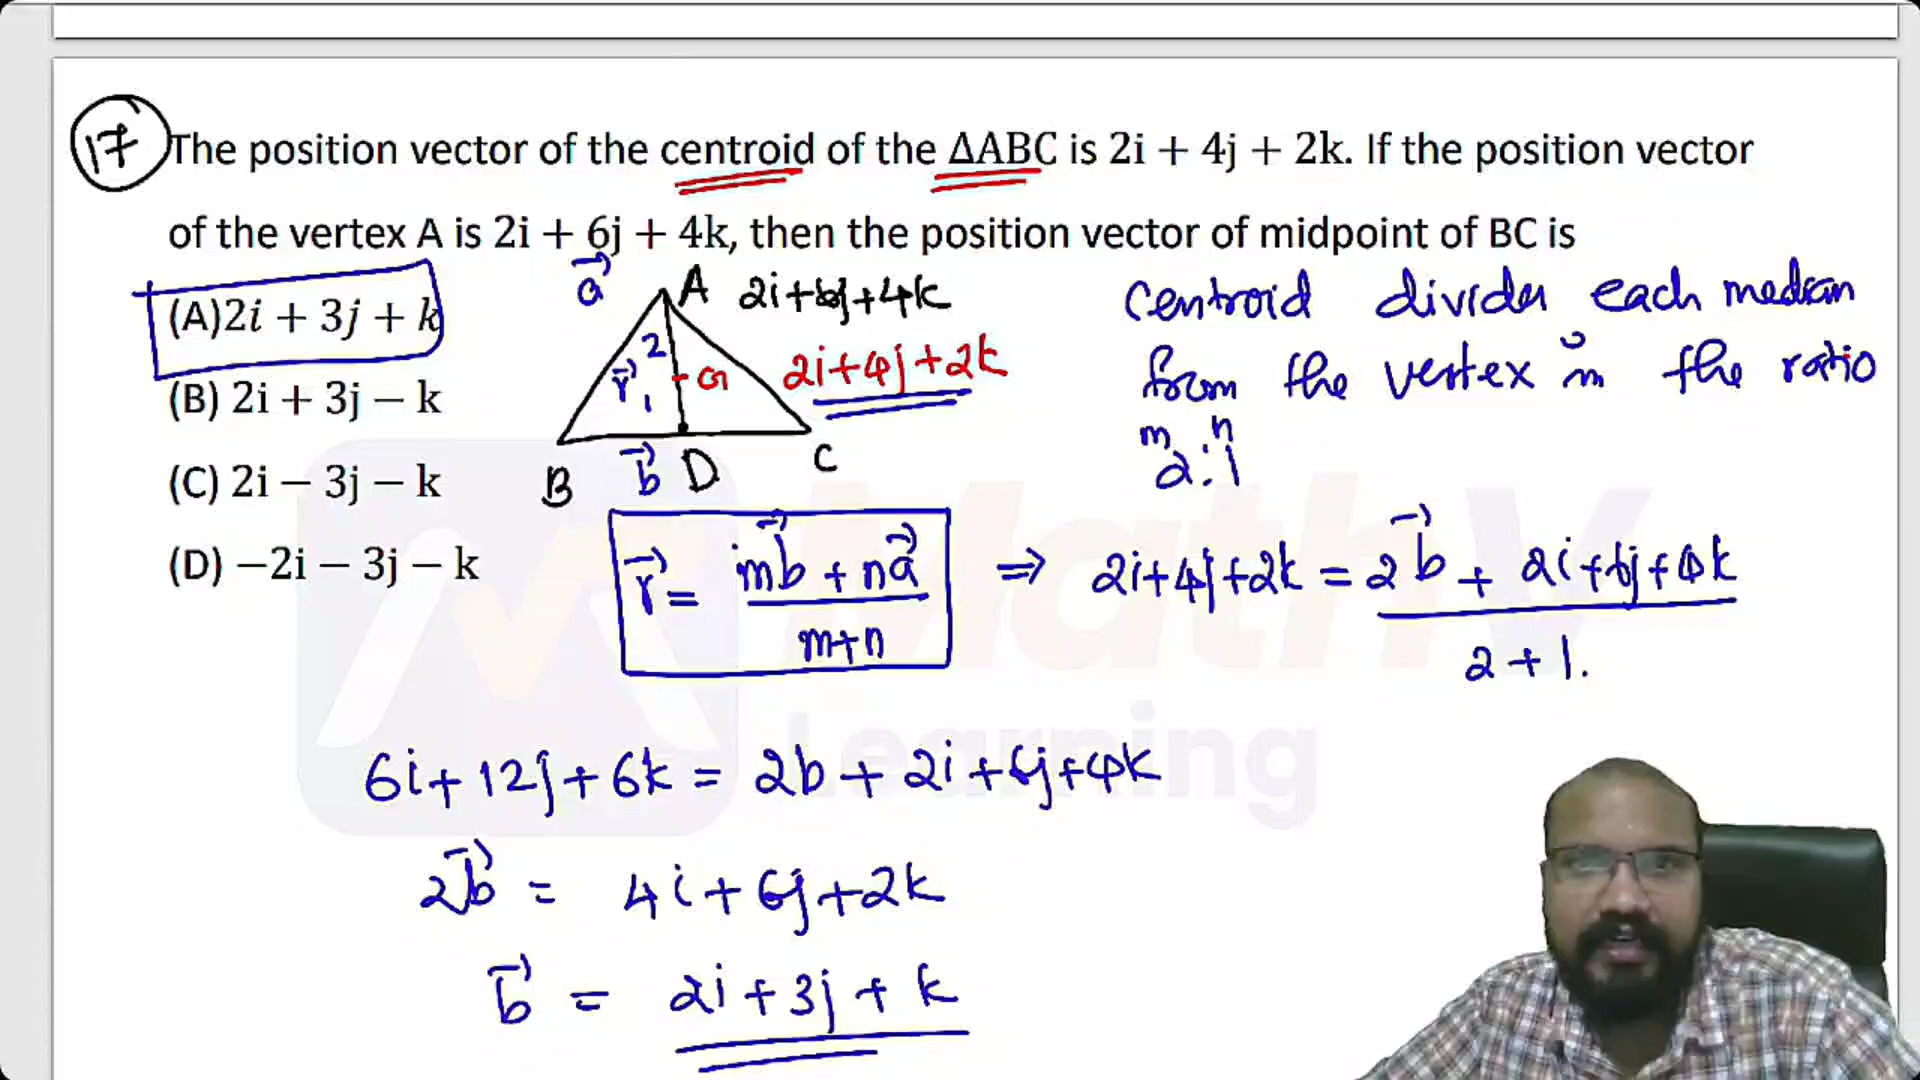 17 The position vector of the centroid of the ΔABC is 2i + 4j + 2k. If the position vector
of the vertex A is 2i + 6j + 4k, then the position vector of midpoint of BC is
(A)2i + 3j + k
(B) 2i + 3j − k
(C) 2i − 3j − k
(D) −2i − 3j − k
a⃗ A 2i+6j+4k
2
r⃗ G 2i+4j+2k
1
B b⃗ D C
centroid divides each median
from the vertex in the ratio
m n
2:1
r⃗ = (mb⃗ + na⃗)/(m+n) ⇒ 2i+4j+2k = (2b⃗ + 2i+6j+4k)/(2+1.)
6i+12j+6k = 2b + 2i+6j+4k
2b⃗ = 4i+6j+2k
b⃗ = 2i+3j+k
MathV
Learning